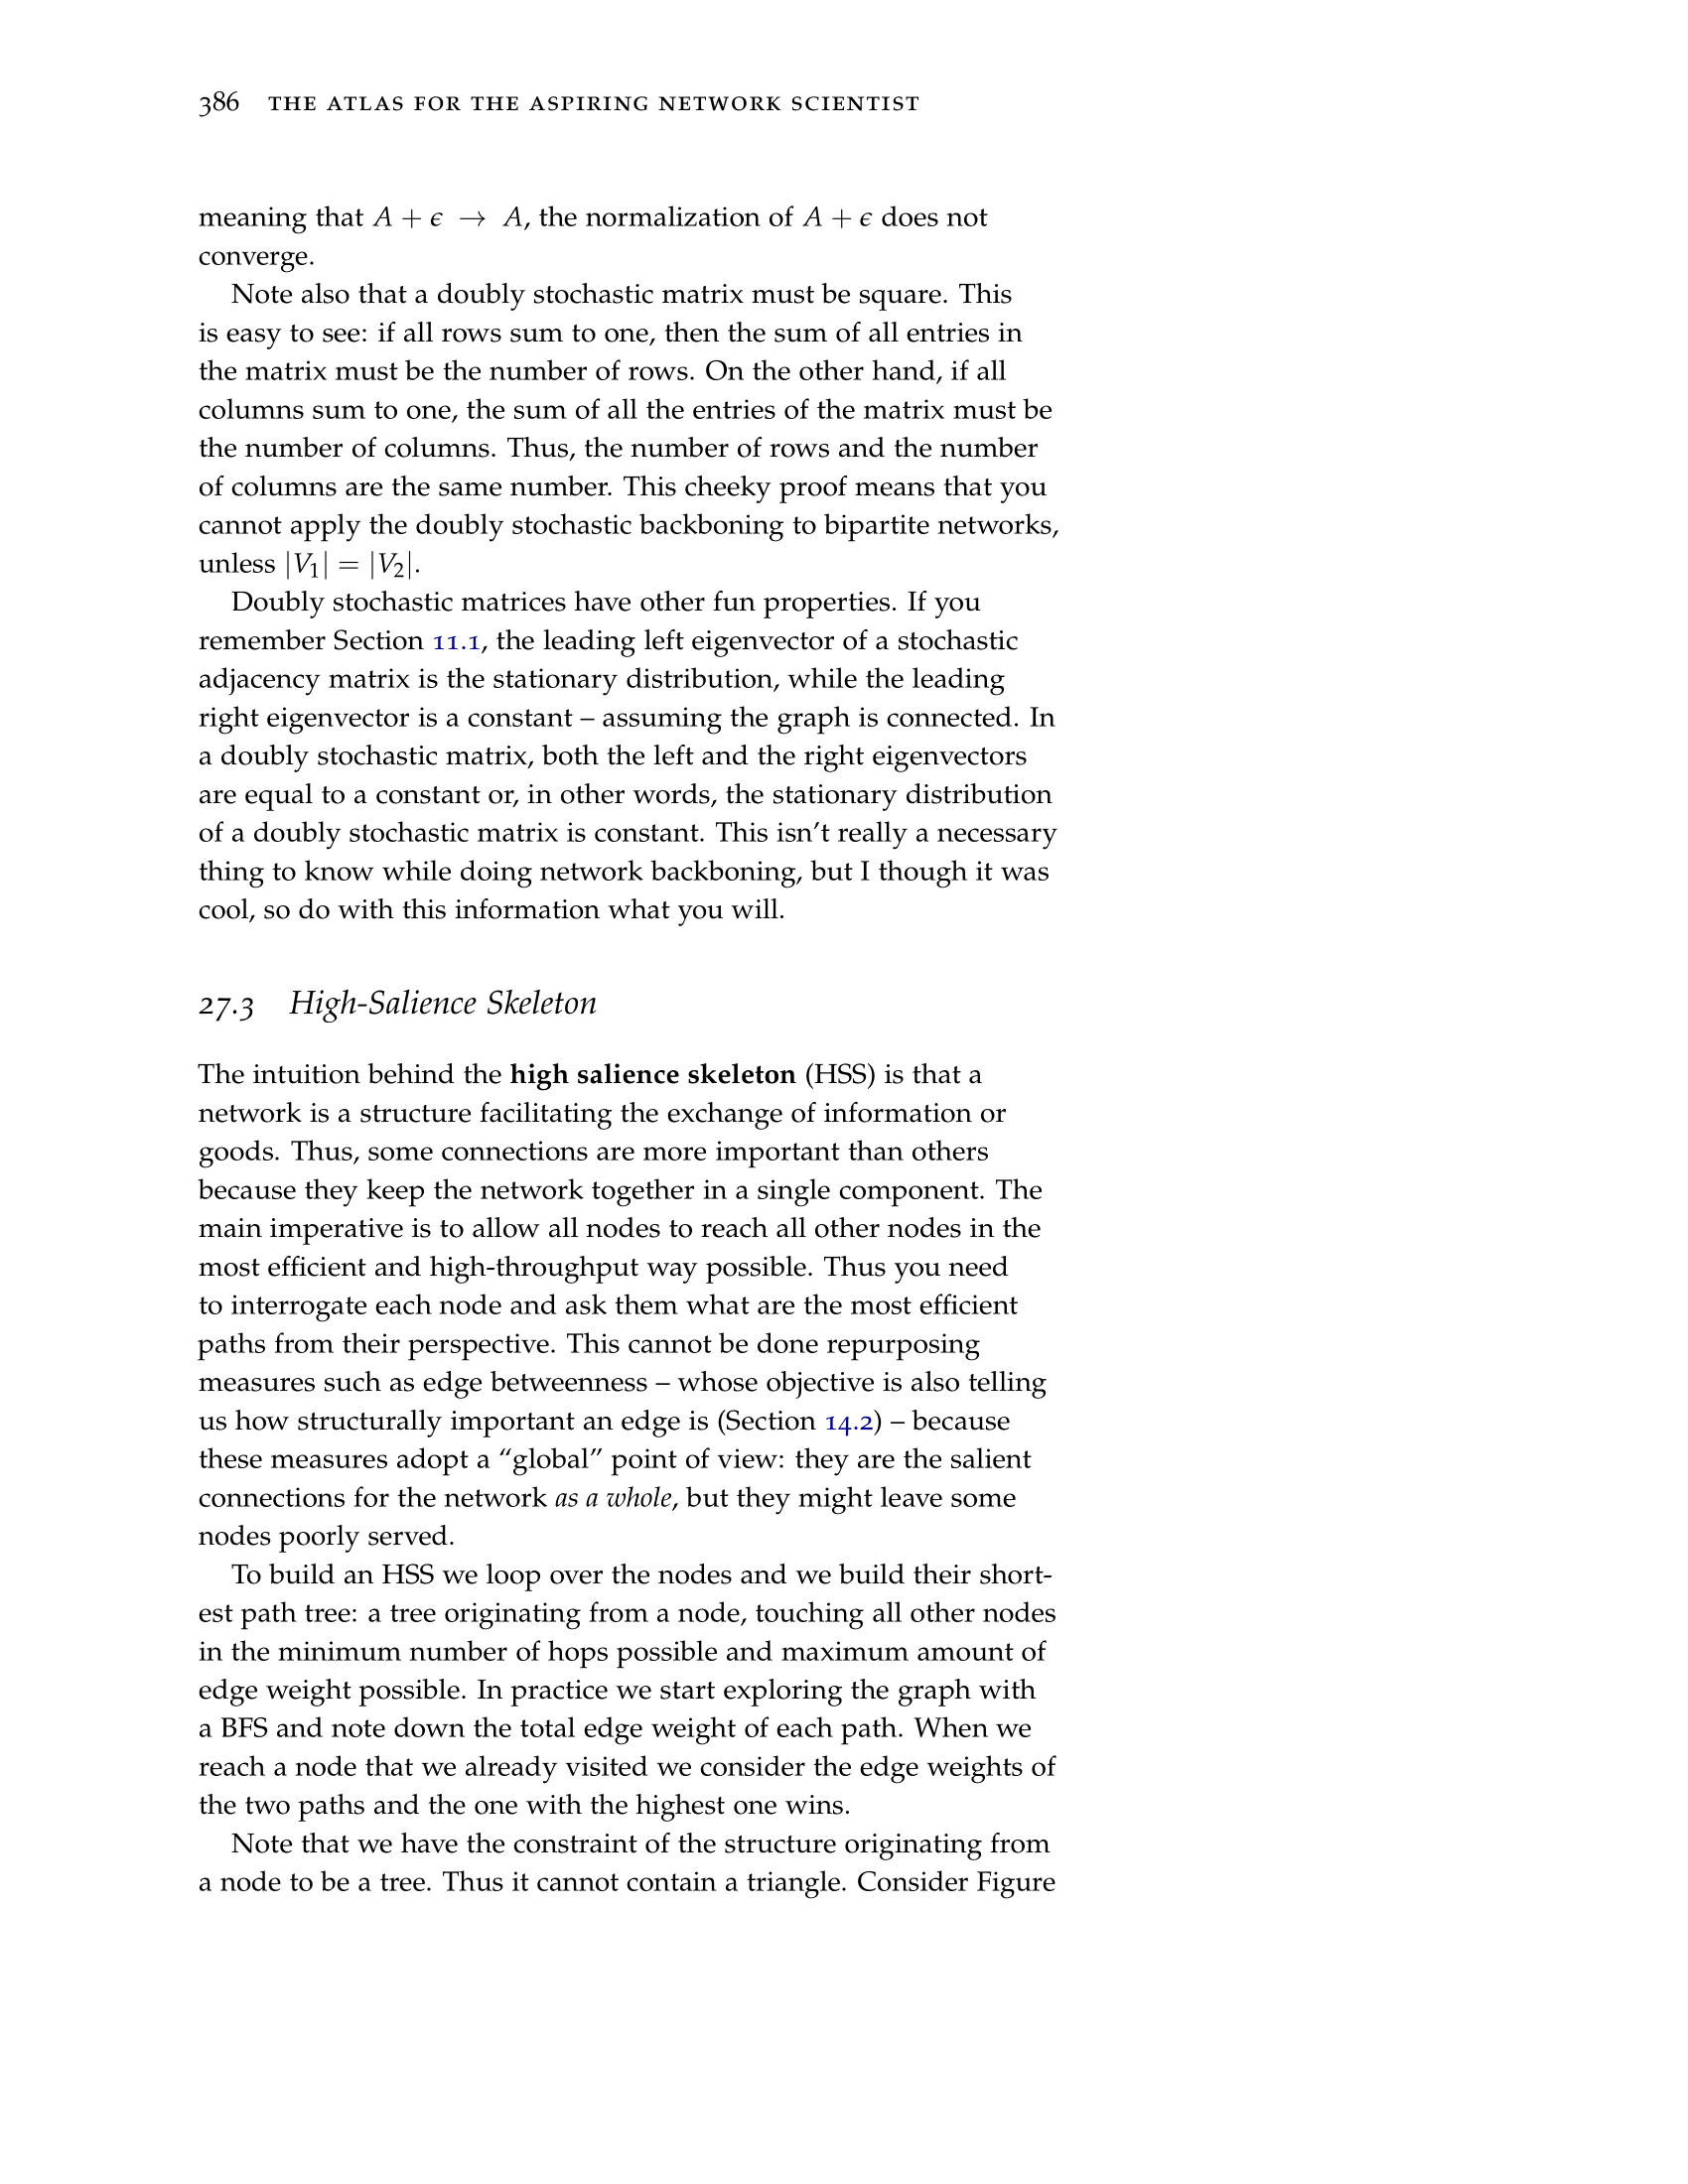 386 THE ATLAS FOR THE ASPIRING NETWORK SCIENTIST
meaning that A + ϵ → A, the normalization of A + ϵ does not
converge.
Note also that a doubly stochastic matrix must be square. This
is easy to see: if all rows sum to one, then the sum of all entries in
the matrix must be the number of rows. On the other hand, if all
columns sum to one, the sum of all the entries of the matrix must be
the number of columns. Thus, the number of rows and the number
of columns are the same number. This cheeky proof means that you
cannot apply the doubly stochastic backboning to bipartite networks,
unless |V₁| = |V₂|.
Doubly stochastic matrices have other fun properties. If you
remember Section 11.1, the leading left eigenvector of a stochastic
adjacency matrix is the stationary distribution, while the leading
right eigenvector is a constant – assuming the graph is connected. In
a doubly stochastic matrix, both the left and the right eigenvectors
are equal to a constant or, in other words, the stationary distribution
of a doubly stochastic matrix is constant. This isn't really a necessary
thing to know while doing network backboning, but I though it was
cool, so do with this information what you will.
27.3 High-Salience Skeleton
The intuition behind the high salience skeleton (HSS) is that a
network is a structure facilitating the exchange of information or
goods. Thus, some connections are more important than others
because they keep the network together in a single component. The
main imperative is to allow all nodes to reach all other nodes in the
most efficient and high-throughput way possible. Thus you need
to interrogate each node and ask them what are the most efficient
paths from their perspective. This cannot be done repurposing
measures such as edge betweenness – whose objective is also telling
us how structurally important an edge is (Section 14.2) – because
these measures adopt a “global” point of view: they are the salient
connections for the network as a whole, but they might leave some
nodes poorly served.
To build an HSS we loop over the nodes and we build their short-
est path tree: a tree originating from a node, touching all other nodes
in the minimum number of hops possible and maximum amount of
edge weight possible. In practice we start exploring the graph with
a BFS and note down the total edge weight of each path. When we
reach a node that we already visited we consider the edge weights of
the two paths and the one with the highest one wins.
Note that we have the constraint of the structure originating from
a node to be a tree. Thus it cannot contain a triangle. Consider Figure